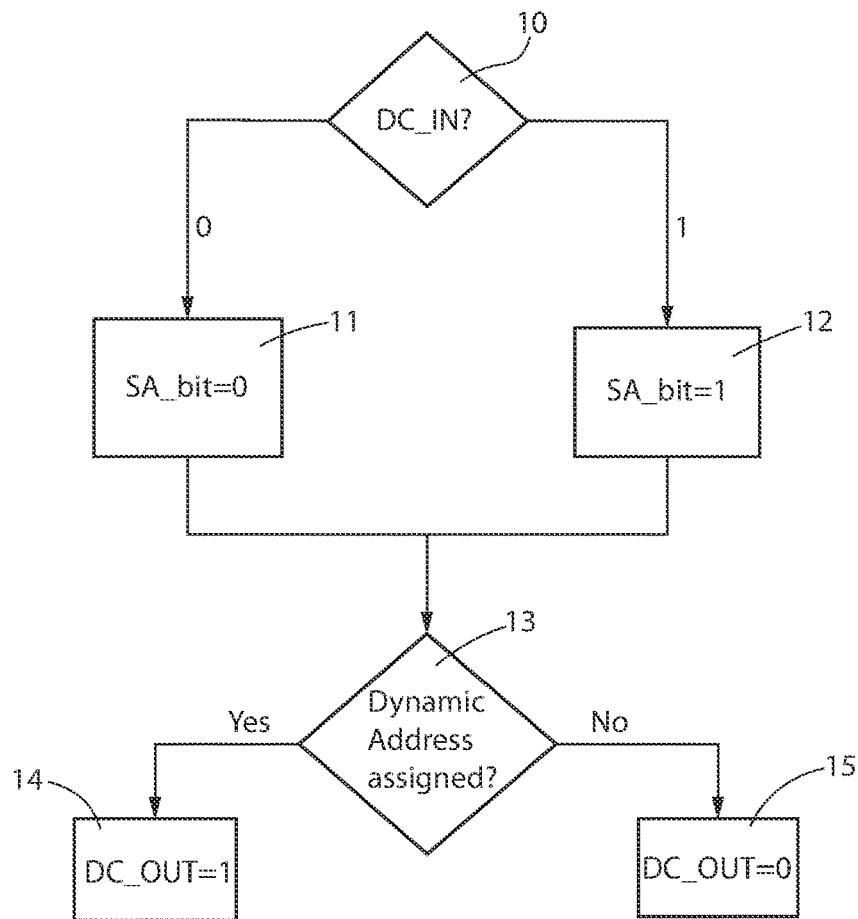 10
DC_IN?
0
1
11
12
SA_bit=0
SA_bit=1
13
Dynamic
Address
assigned?
Yes
No
14
15
DC_OUT=1
DC_OUT=0